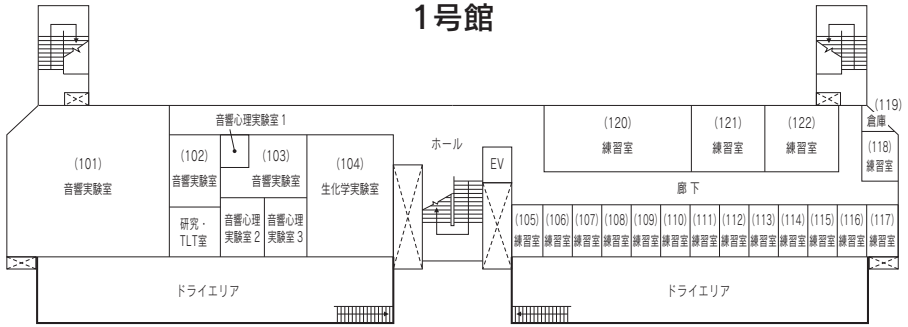 1号館
(119)
倉庫
音響心理実験室1
(120)
練習室
(121)
練習室
(122)
練習室
(118)
練習室
ホール
(101)
音響実験室
(102)
音響実験室
(103)
音響実験室
(104)
生化学実験室
EV
廊下
研究・
TLT室
音響心理
実験室2
音響心理
実験室3
(105)
練習室
(106)
練習室
(107)
練習室
(108)
練習室
(109)
練習室
(110)
練習室
(111)
練習室
(112)
練習室
(113)
練習室
(114)
練習室
(115)
練習室
(116)
練習室
(117)
練習室
ドライエリア
ドライエリア